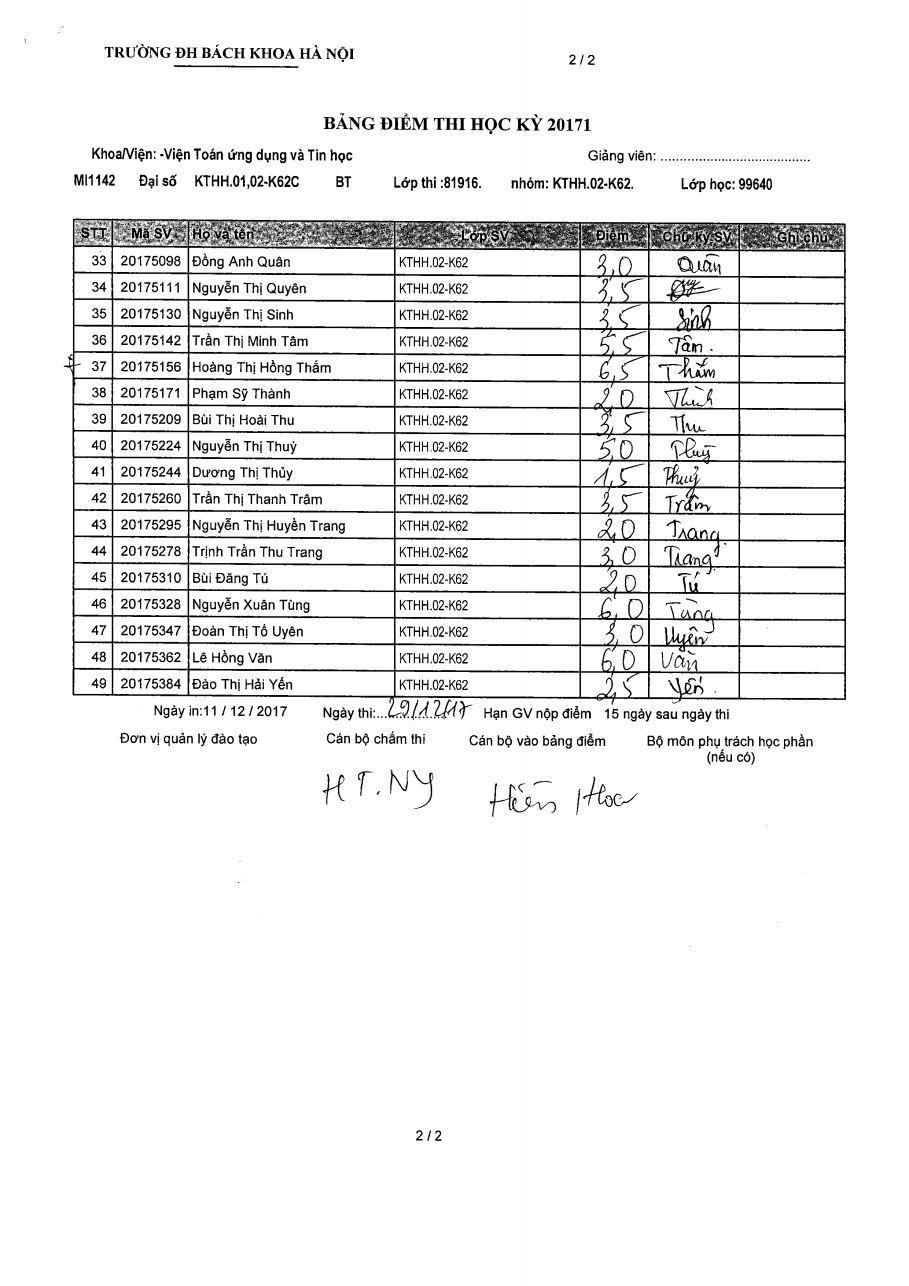 TRƯỜNG ĐH BÁCH KHOA HÀ NỘI 2 / 2
BẢNG ĐIỂM THI HỌC KỲ 20171
Khoa/Viện: -Viện Toán ứng dụng và Tin học Giảng viên: .......................................
MI1142 Đại số KTHH.01,02-K62C BT Lớp thi :81916. nhóm: KTHH.02-K62. Lớp học: 99640
STT Mã SV Họ và tên Lớp SV Điểm Chữ ký SV Ghi chú
33 20175098 Đồng Anh Quân KTHH.02-K62 3,0 Quân
34 20175111 Nguyễn Thị Quyên KTHH.02-K62 3,5
35 20175130 Nguyễn Thị Sinh KTHH.02-K62 3,5 Sinh
36 20175142 Trần Thị Minh Tâm KTHH.02-K62 5,5 Tâm.
37 20175156 Hoàng Thị Hồng Thắm KTHH.02-K62 6,5 Thắm
38 20175171 Phạm Sỹ Thành KTHH.02-K62 2,0
39 20175209 Bùi Thị Hoài Thu KTHH.02-K62 3,5 Thu
40 20175224 Nguyễn Thị Thuỳ KTHH.02-K62 5,0 Thuỳ
41 20175244 Dương Thị Thủy KTHH.02-K62 1,5 Thuỷ
42 20175260 Trần Thị Thanh Trâm KTHH.02-K62 3,5 Trâm
43 20175295 Nguyễn Thị Huyền Trang KTHH.02-K62 2,0 Trang
44 20175278 Trịnh Trần Thu Trang KTHH.02-K62 3,0 Trang
45 20175310 Bùi Đăng Tú KTHH.02-K62 2,0 Tú
46 20175328 Nguyễn Xuân Tùng KTHH.02-K62 6,0 Tùng
47 20175347 Đoàn Thị Tố Uyên KTHH.02-K62 3,0 Uyên
48 20175362 Lê Hồng Văn KTHH.02-K62 6,0 Văn
49 20175384 Đào Thị Hải Yến KTHH.02-K62 2,5 Yến.
Ngày in:11 / 12 / 2017 Ngày thi:...29/12/17 Hạn GV nộp điểm 15 ngày sau ngày thi
Đơn vị quản lý đào tạo Cán bộ chấm thi Cán bộ vào bảng điểm Bộ môn phụ trách học phần
(nếu có)
HT.NY Hiền Hoa
2 / 2